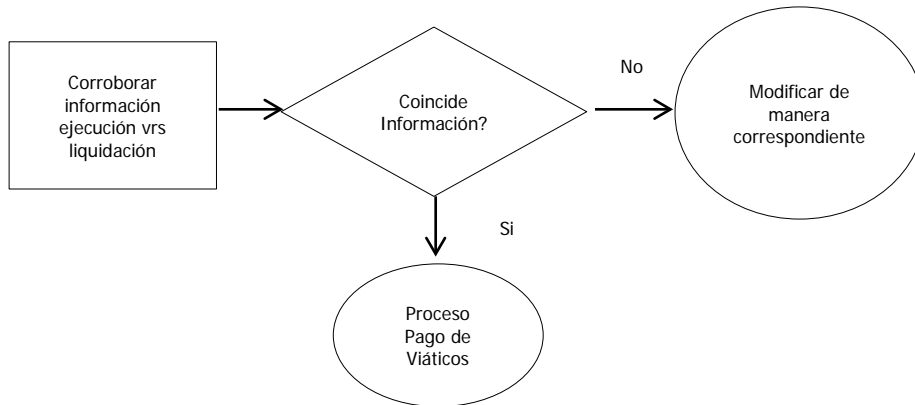 Corroborar
información
ejecución vrs
liquidación
Coincide
Información?
No
Modificar de
manera
correspondiente
Si
Proceso
Pago de
Viáticos